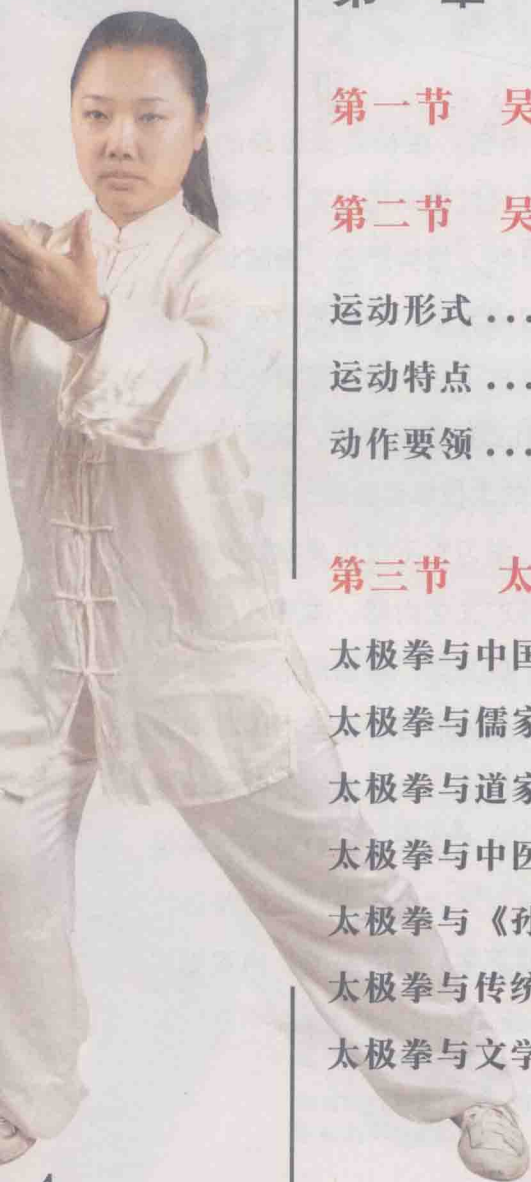 第一节 吴
第二节 吴
运动形式 ...
运动特点 ...
动作要领 ...
第三节 太
太极拳与中国
太极拳与儒家
太极拳与道家
太极拳与中医
太极拳与《孙
太极拳与传统
太极拳与文学